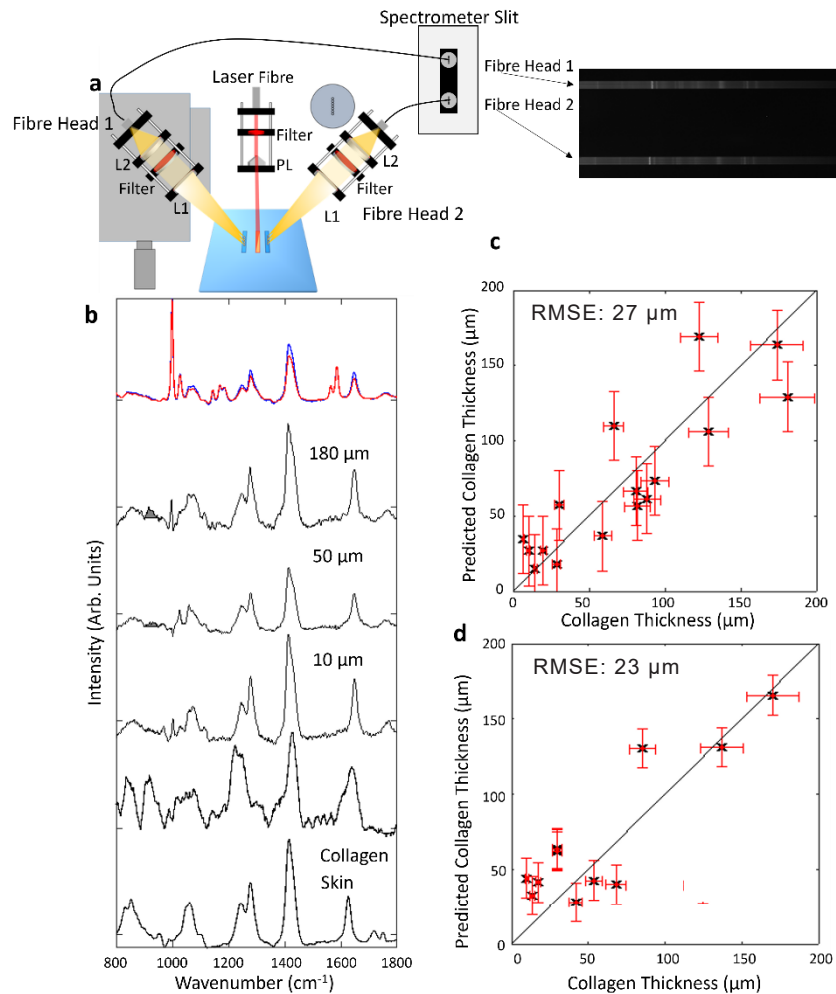 Spectrometer Slit
a
Laser Fibre
Fibre Head 1
Fibre Head 2
Fibre Head 1
L2
Filter
L1
Filter
PL
L2
Filter
L1
Fibre Head 2
b
180 µm
50 µm
10 µm
Collagen
Skin
Intensity (Arb. Units)
800 1000 1200 1400 1600 1800
Wavenumber (cm⁻¹)
c
RMSE: 27 µm
200
150
100
50
0
0 50 100 150 200
Predicted Collagen Thickness (µm)
Collagen Thickness (µm)
d
RMSE: 23 µm
200
150
100
50
0
0 50 100 150 200
Predicted Collagen Thickness (µm)
Collagen Thickness (µm)